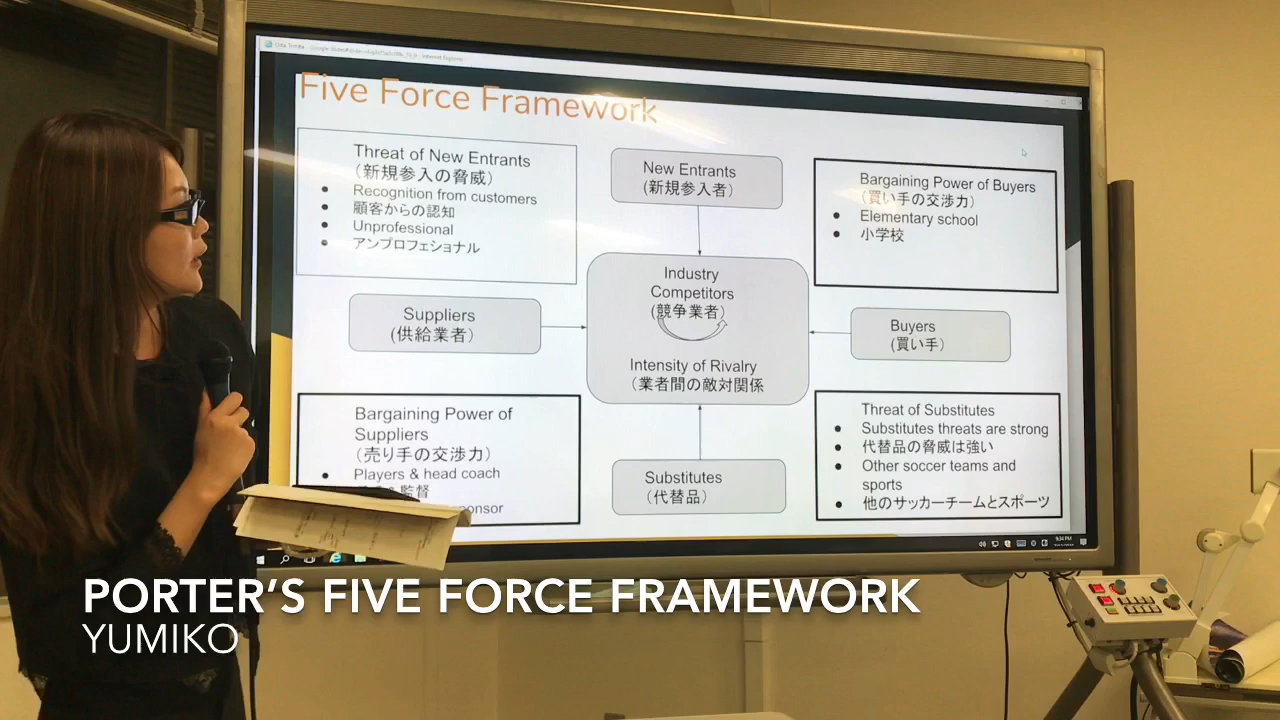 Five Force Framework
Threat of New Entrants
(新規参入の脅威)
● Recognition from customers
● 顧客からの認知
● Unprofessional
● アンプロフェショナル
New Entrants
(新規参入者)
Bargaining Power of Buyers
(買い手の交渉力)
● Elementary school
● 小学校
Suppliers
(供給業者)
Industry
Competitors
(競争業者)
Intensity of Rivalry
(業者間の敵対関係
Buyers
(買い手)
Bargaining Power of
Suppliers
(売り手の交渉力)
● Players & head coach
監督
Substitutes
(代替品)
Threat of Substitutes
● Substitutes threats are strong
● 代替品の脅威は強い
● Other soccer teams and
sports
● 他のサッカーチームとスポーツ
9:34 PM
PORTER'S FIVE FORCE FRAMEWORK
YUMIKO